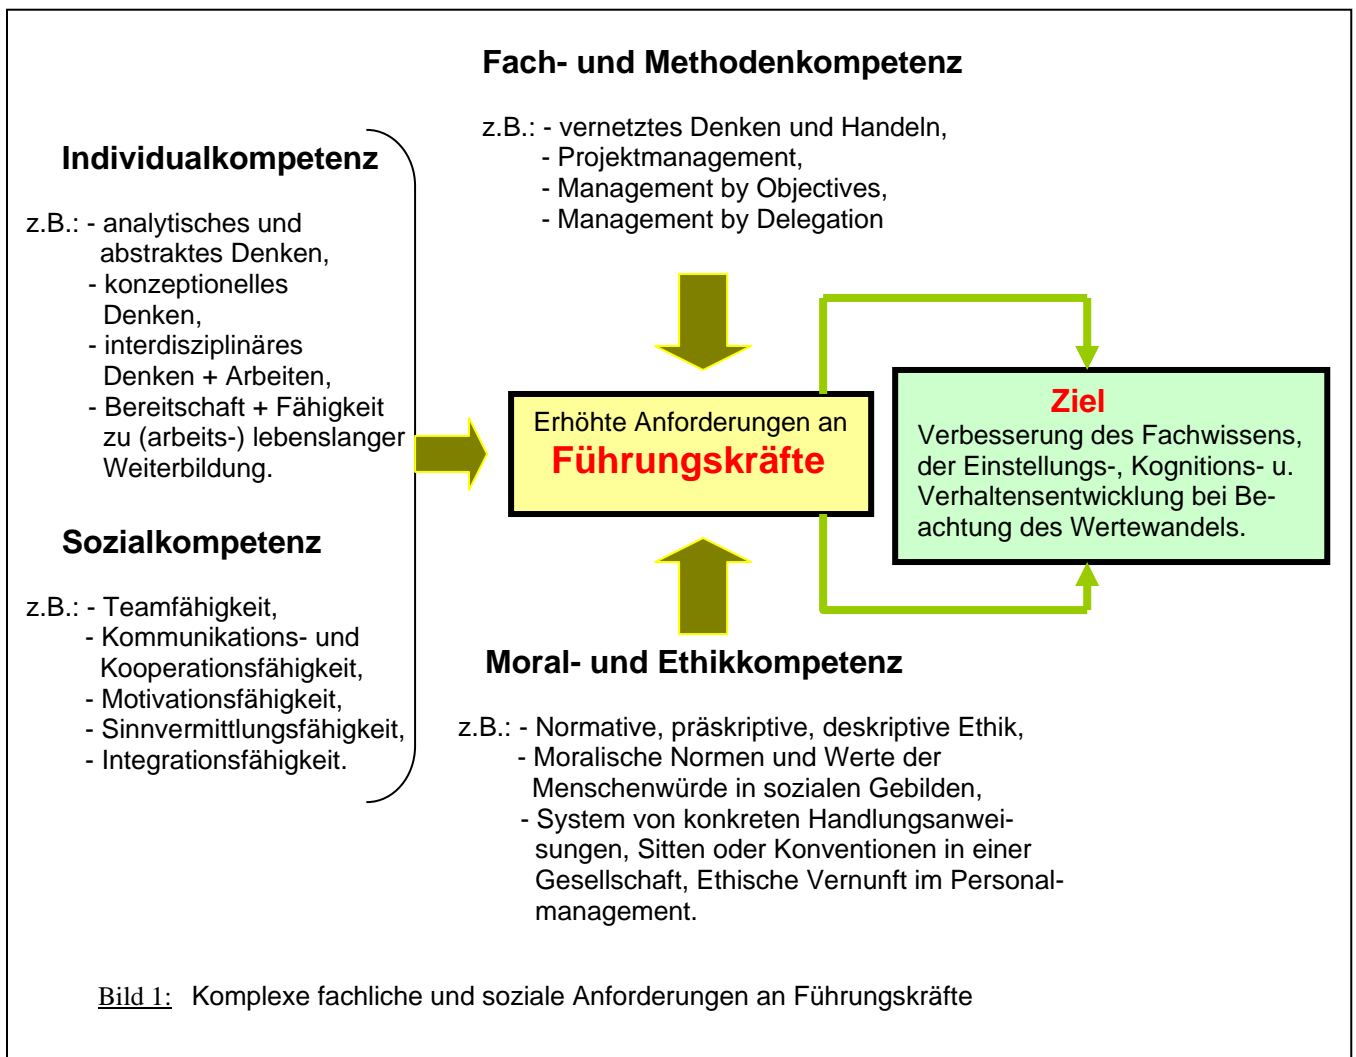 Fach- und Methodenkompetenz
z.B.: - vernetztes Denken und Handeln,
- Projektmanagement,
- Management by Objectives,
- Management by Delegation
Individualkompetenz
z.B.: - analytisches und
abstraktes Denken,
- konzeptionelles
Denken,
- interdisziplinäres
Denken + Arbeiten,
- Bereitschaft + Fähigkeit
zu (arbeits-) lebenslanger
Weiterbildung.
Sozialkompetenz
z.B.: - Teamfähigkeit,
- Kommunikations- und
Kooperationsfähigkeit,
- Motivationsfähigkeit,
- Sinnvermittlungsfähigkeit,
- Integrationsfähigkeit.
Erhöhte Anforderungen an
Führungskräfte
Ziel
Verbesserung des Fachwissens,
der Einstellungs-, Kognitions- u.
Verhaltensentwicklung bei Be-
achtung des Wertewandels.
Moral- und Ethikkompetenz
z.B.: - Normative, präskriptive, deskriptive Ethik,
- Moralische Normen und Werte der
Menschenwürde in sozialen Gebilden,
- System von konkreten Handlungsanwei-
sungen, Sitten oder Konventionen in einer
Gesellschaft, Ethische Vernunft im Personal-
management.
Bild 1: Komplexe fachliche und soziale Anforderungen an Führungskräfte